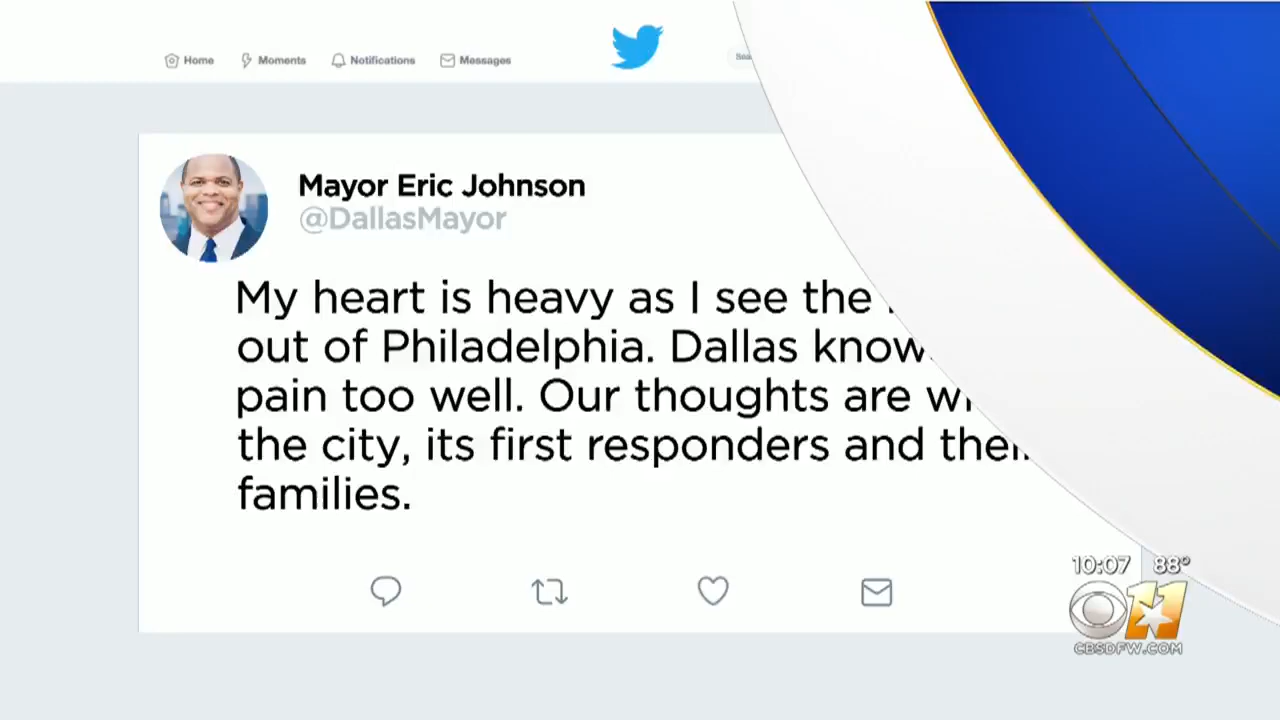 Home Moments Notifications Messages
Mayor Eric Johnson
@DallasMayor
My heart is heavy as I see the
out of Philadelphia. Dallas know
pain too well. Our thoughts are
the city, its first responders and their
families.
10:07 88°
11
CBSDFW.COM